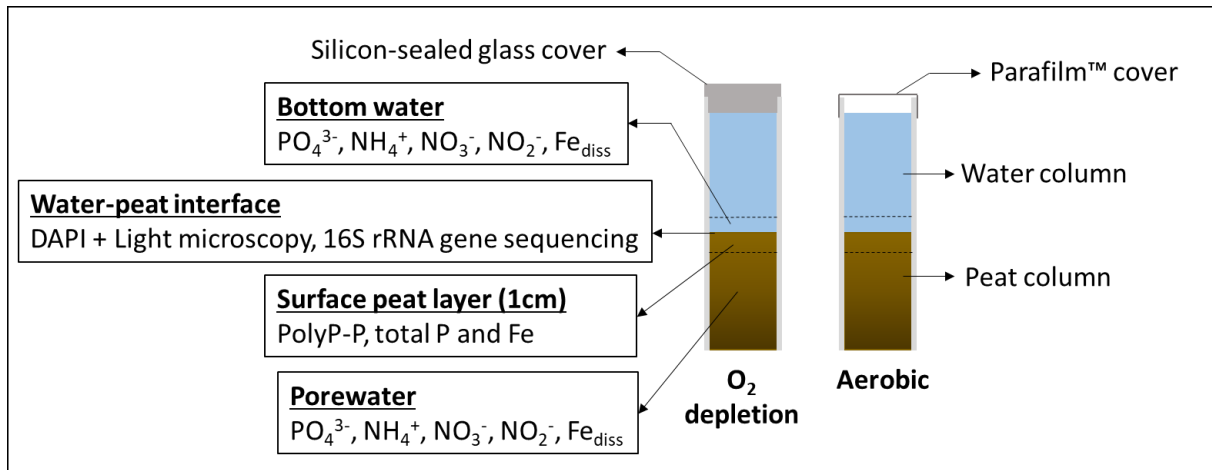 Silicon-sealed glass cover
Parafilm™ cover
Bottom water
PO₄³⁻, NH₄⁺, NO₃⁻, NO₂⁻, Fe_diss
Water column
Water-peat interface
DAPI + Light microscopy, 16S rRNA gene sequencing
Surface peat layer (1cm)
PolyP-P, total P and Fe
Peat column
Porewater
PO₄³⁻, NH₄⁺, NO₃⁻, NO₂⁻, Fe_diss
O₂
depletion
Aerobic